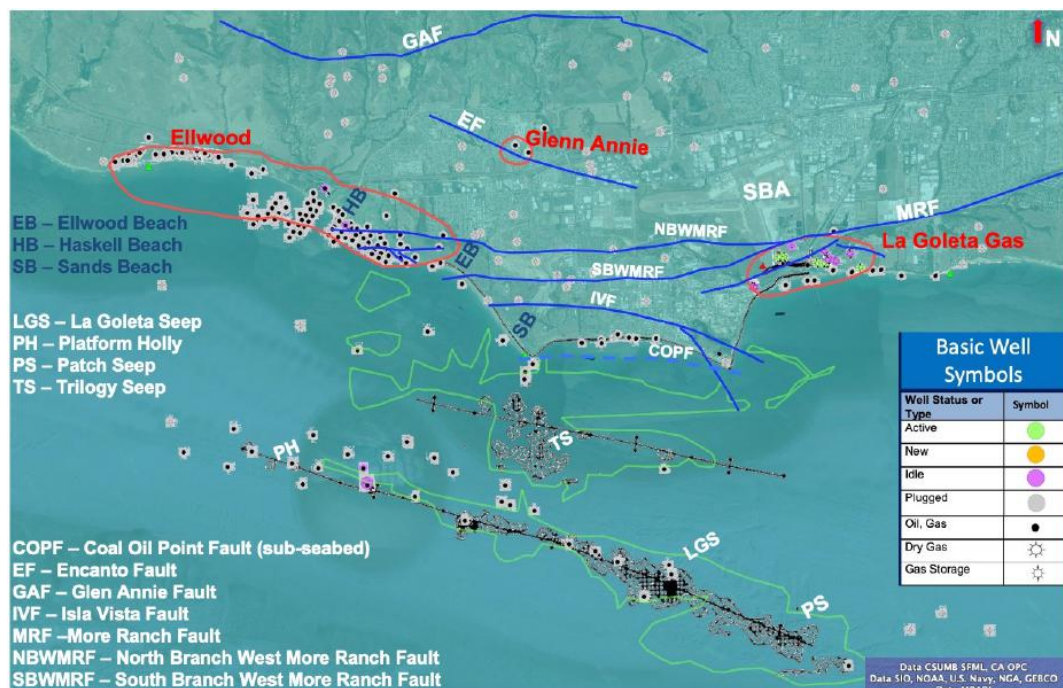 GAF
N
EF
Glenn Annie
Ellwood
SBA
MRF
HB
NBWMRF
La Goleta Gas
EB – Ellwood Beach
HB – Haskell Beach
SB – Sands Beach
EB
SBWMRF
IVF
SB
COPF
LGS – La Goleta Seep
PH – Platform Holly
PS – Patch Seep
TS – Trilogy Seep
TS
PH
LGS
PS
COPF – Coal Oil Point Fault (sub-seabed)
EF – Encanto Fault
GAF – Glen Annie Fault
IVF – Isla Vista Fault
MRF –More Ranch Fault
NBWMRF – North Branch West More Ranch Fault
SBWMRF – South Branch West More Ranch Fault
Basic Well
Symbols
Well Status or
Type
Symbol
Active
New
Idle
Plugged
Oil, Gas
Dry Gas
Gas Storage
Data CSUMB SFML, CA OPC
Data SIO, NOAA, U.S. Navy, NGA, GEBCO